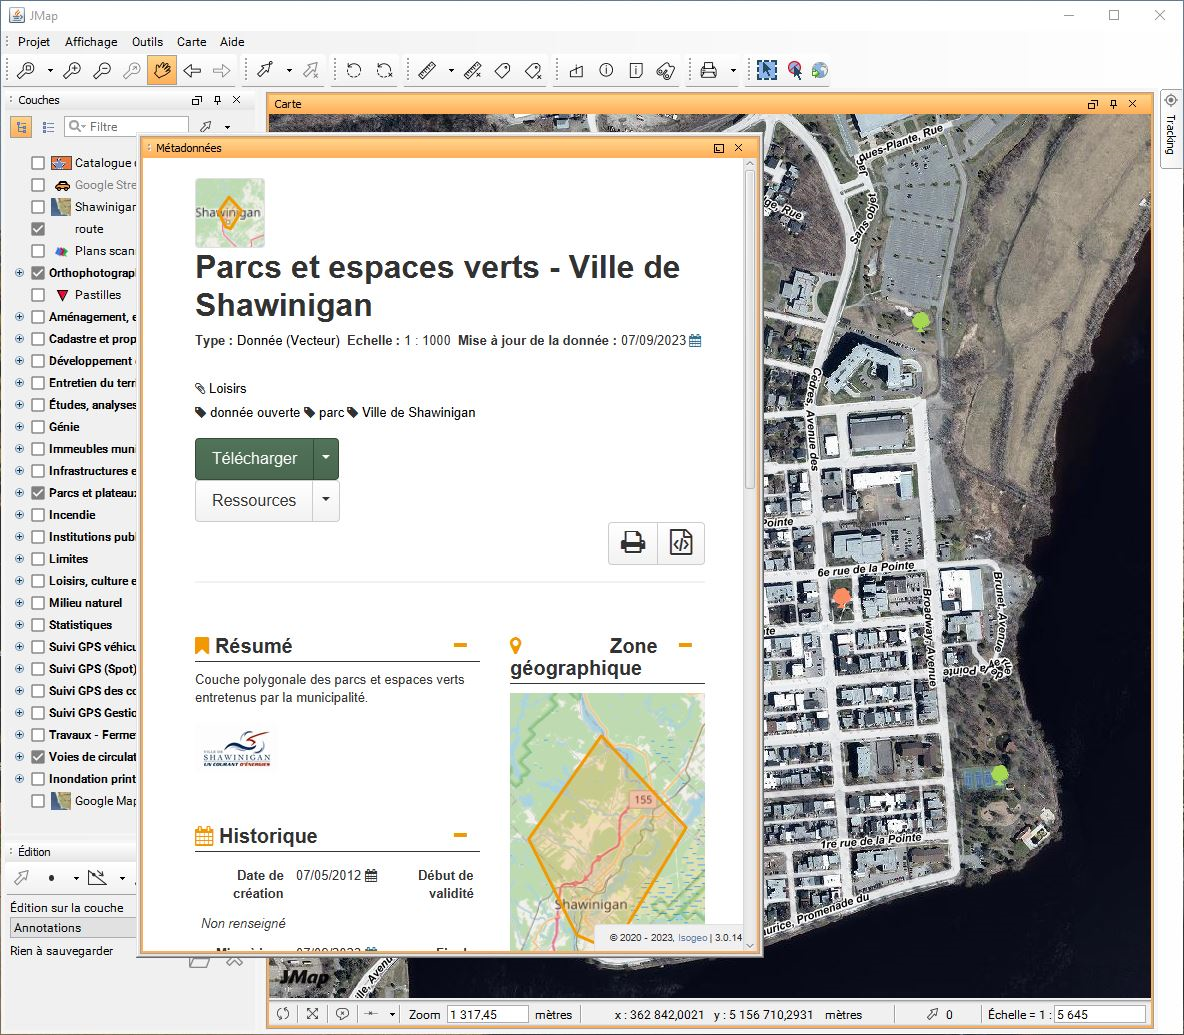 JMap
Projet Affichage Outils Carte Aide
Couches
Filtre
Catalogue
Google Stre
Shawinigan
route
Plans scan
Orthophotograp
Pastilles
Aménagement, e
Cadastre et prop
Développement
Entretien du terr
Études, analyses
Génie
Immeubles muni
Infrastructures e
Parcs et plateaux
Incendie
Institutions publ
Limites
Loisirs, culture e
Milieu naturel
Statistiques
Suivi GPS véhicu
Suivi GPS (Spot)
Suivi GPS des co
Suivi GPS Gestio
Travaux - Ferme
Voies de circulat
Inondation print
Google Map
Édition
Édition sur la couche
Annotations
Rien à sauvegarder
Carte
Tracking
Métadonnées
Shawinigan
Parcs et espaces verts - Ville de
Shawinigan
Type : Donnée (Vecteur) Echelle : 1 : 1000 Mise à jour de la donnée : 07/09/2023
Loisirs
donnée ouverte parc Ville de Shawinigan
Télécharger
Ressources
Résumé
Couche polygonale des parcs et espaces verts
entretenus par la municipalité.
VILLE DE
SHAWINIGAN
UN COURANT D'ÉNERGIES
Historique
Date de
création
07/05/2012
Début de
validité
Non renseigné
Zone
géographique
155
Shawinigan
© 2020 - 2023, Isogeo | 3.0.14
Jacques-Plante, Rue
Sans objet
ge, Rue
Cèdres, Avenue des
Pointe
6e rue de la Pointe
Broadway, Avenue
Brunet, Avenue
nte
1re rue de la Pointe
aurice, Promenade du
ille, Avenue
JMap
Zoom 1 317,45 mètres x : 362 842,0021 y : 5 156 710,2931 mètres 0 Échelle = 1 : 5 645